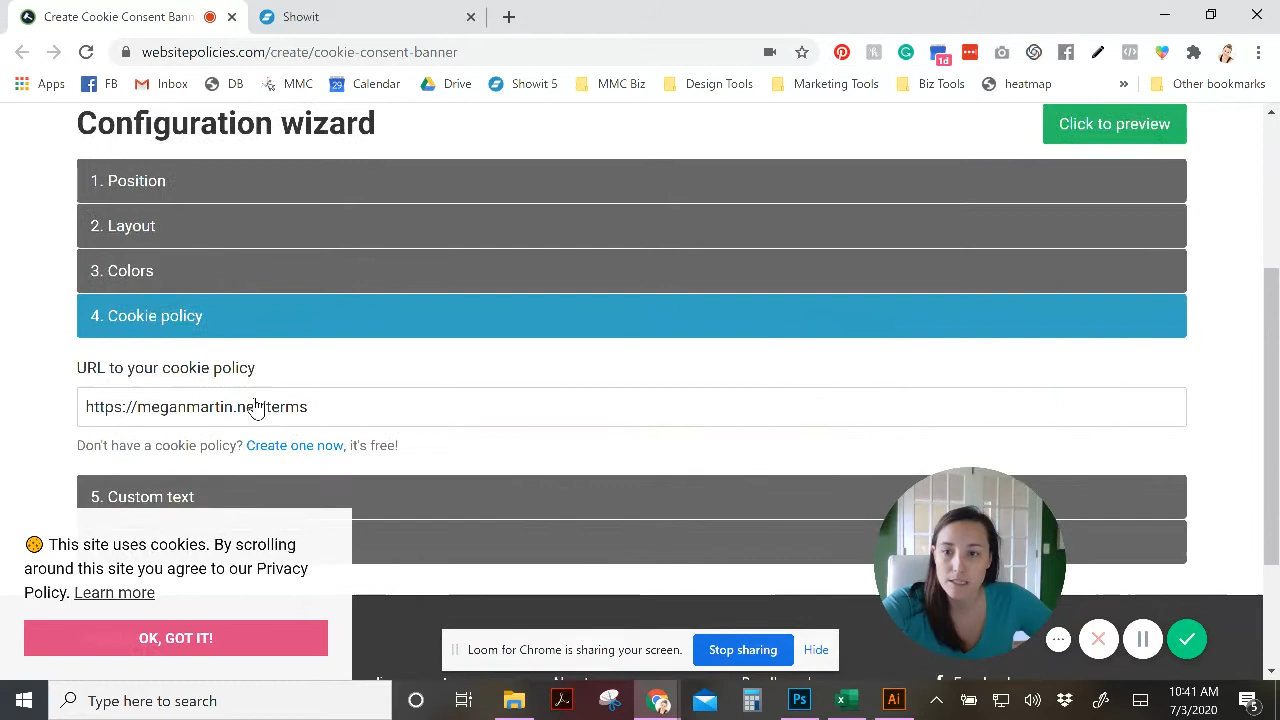 Create Cookie Consent Bann
Showit
websitepolicies.com/create/cookie-consent-banner
1d
Apps
FB
Inbox
DB
MMC
29
Calendar
Drive
Showit 5
MMC Biz
Design Tools
Marketing Tools
Biz Tools
heatmap
Other bookmarks
Configuration wizard
Click to preview
1. Position
2. Layout
3. Colors
4. Cookie policy
URL to your cookie policy
https://meganmartin.ne
terms
Don't have a cookie policy? Create one now, it's free!
5. Custom text
This site uses cookies. By scrolling
around this site you agree to our Privacy
Policy. Learn more
OK, GOT IT!
Loom for Chrome is sharing your screen.
Stop sharing
Hide
Type here to search
Ps
Ai
10:41 AM
7/3/2020
5